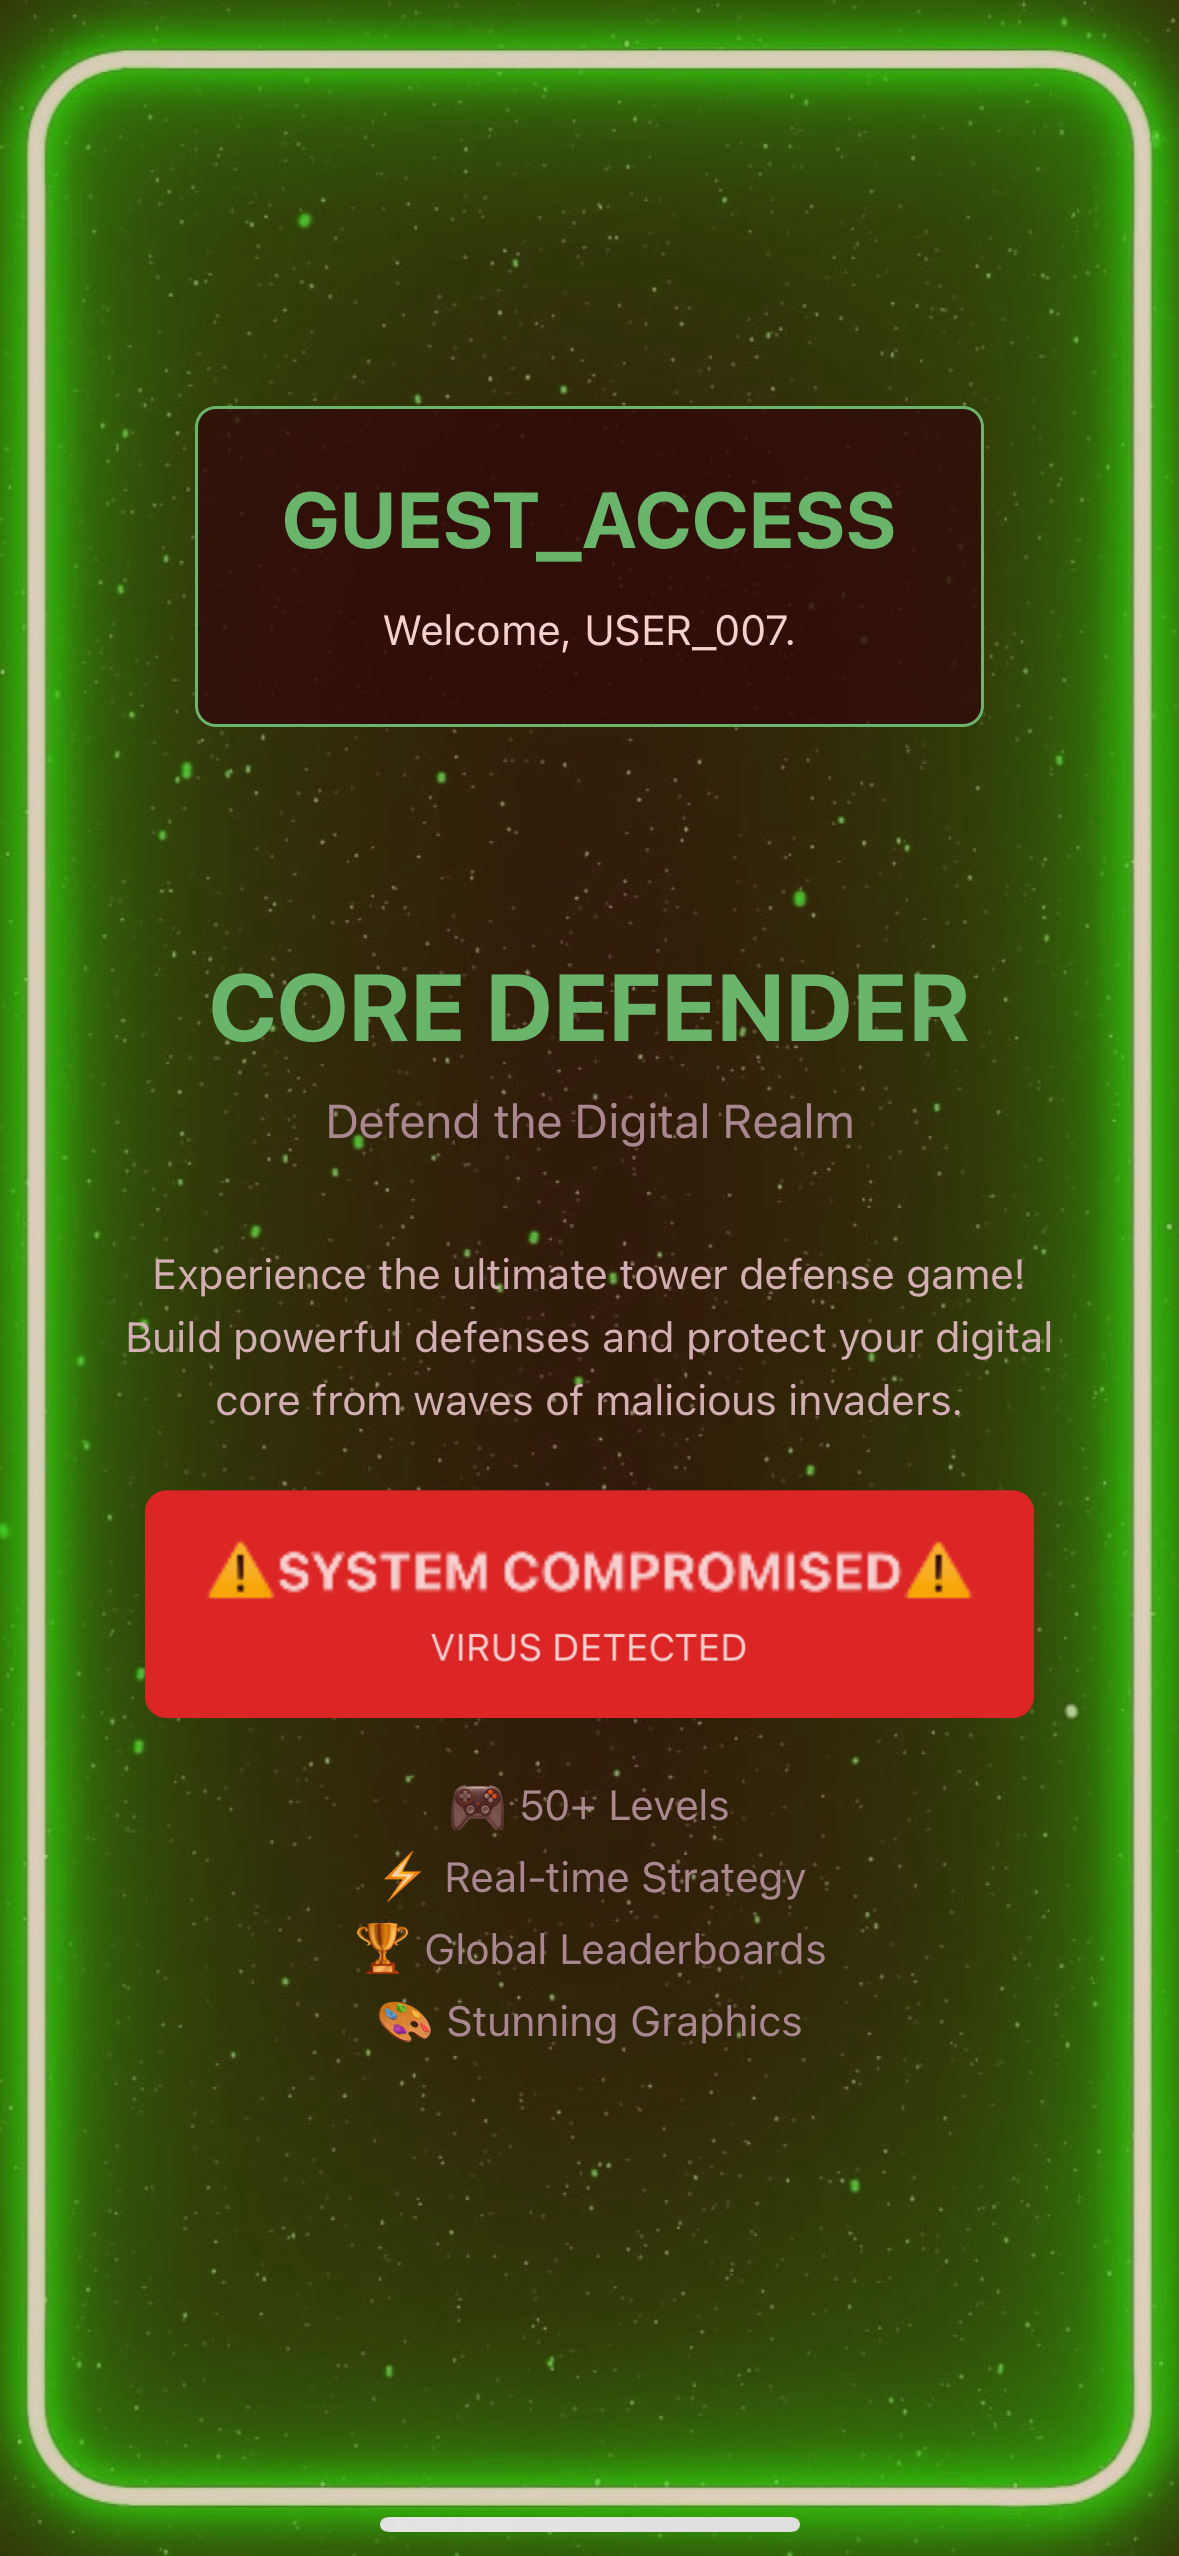 GUEST_ACCESS
Welcome, USER_007.
CORE DEFENDER
Defend the Digital Realm
Experience the ultimate tower defense game!
Build powerful defenses and protect your digital
core from waves of malicious invaders.
⚠️SYSTEM COMPROMISED⚠️
VIRUS DETECTED
🎮 50+ Levels
⚡ Real-time Strategy
🏆 Global Leaderboards
🎨 Stunning Graphics